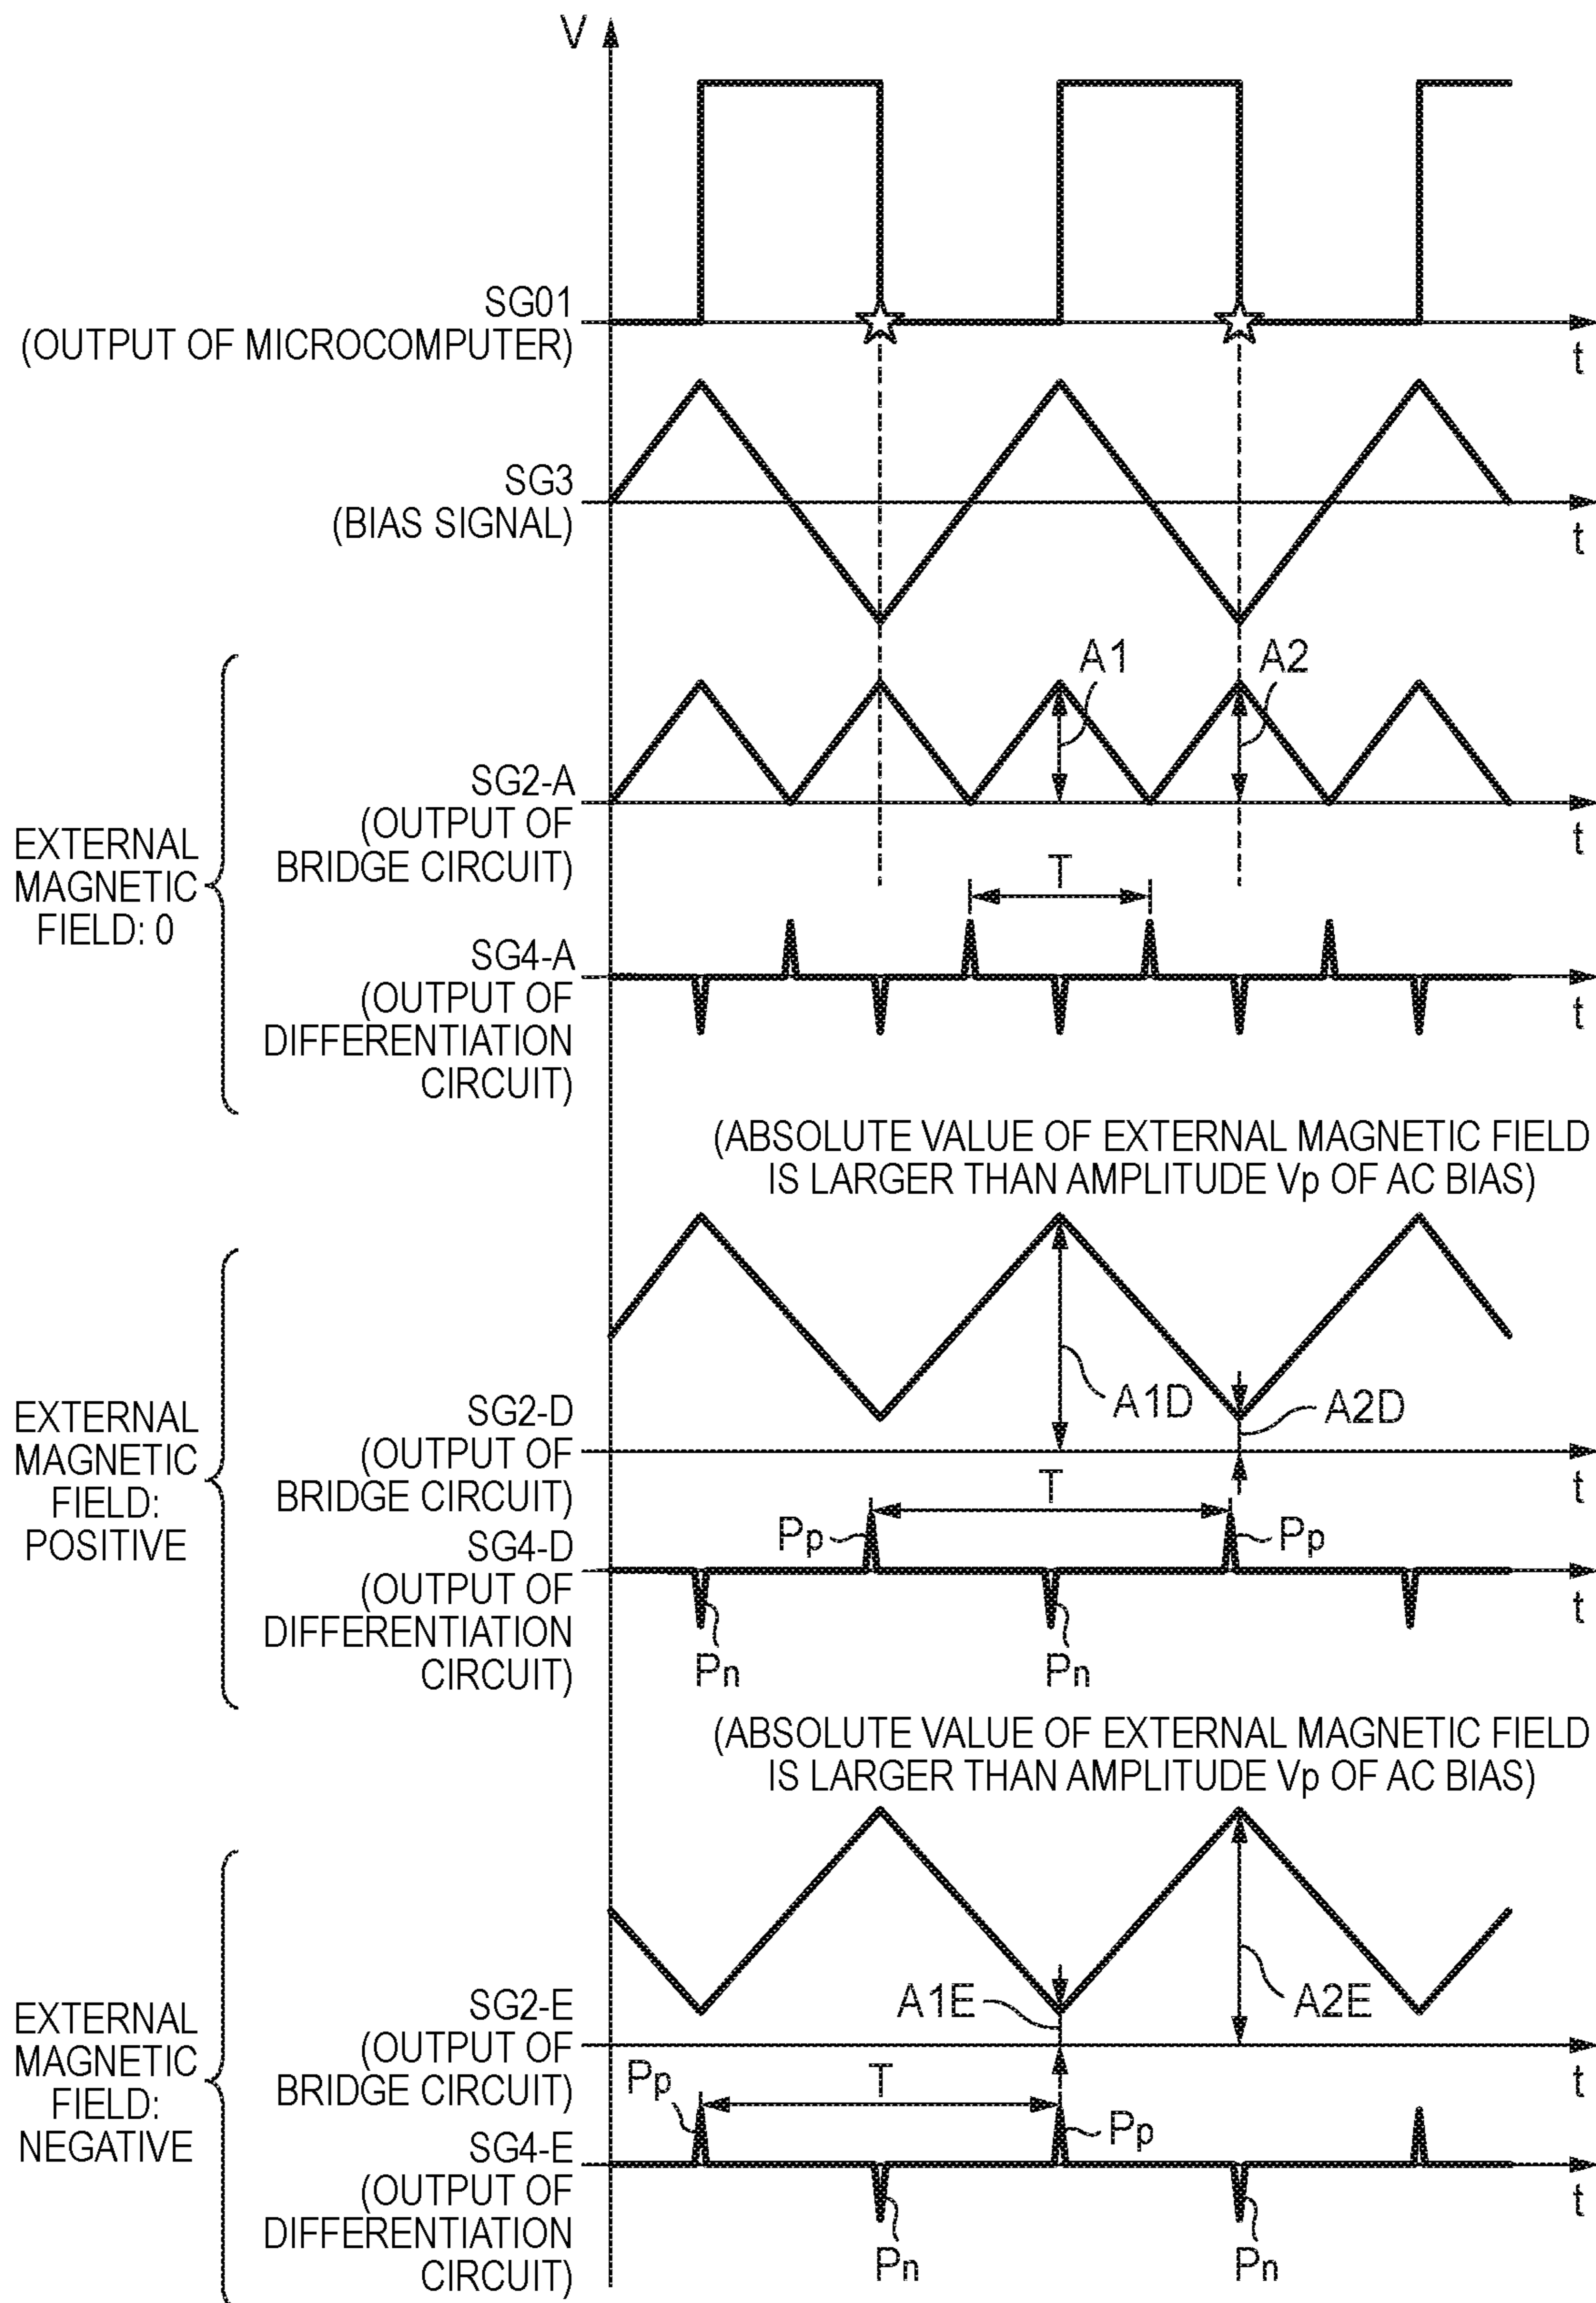 V
SG01
(OUTPUT OF MICROCOMPUTER)
t
SG3
(BIAS SIGNAL)
t
A1
A2
EXTERNAL
MAGNETIC
FIELD: 0
SG2-A
(OUTPUT OF
BRIDGE CIRCUIT)
t
T
SG4-A
(OUTPUT OF
DIFFERENTIATION
CIRCUIT)
t
(ABSOLUTE VALUE OF EXTERNAL MAGNETIC FIELD
IS LARGER THAN AMPLITUDE Vp OF AC BIAS)
EXTERNAL
MAGNETIC
FIELD:
POSITIVE
A1D
A2D
SG2-D
(OUTPUT OF
BRIDGE CIRCUIT)
t
T
Pp
Pp
SG4-D
(OUTPUT OF
DIFFERENTIATION
CIRCUIT)
t
Pn
Pn
(ABSOLUTE VALUE OF EXTERNAL MAGNETIC FIELD
IS LARGER THAN AMPLITUDE Vp OF AC BIAS)
EXTERNAL
MAGNETIC
FIELD:
NEGATIVE
A1E
A2E
SG2-E
(OUTPUT OF
BRIDGE CIRCUIT)
t
Pp
T
Pp
SG4-E
(OUTPUT OF
DIFFERENTIATION
CIRCUIT)
t
Pn
Pn